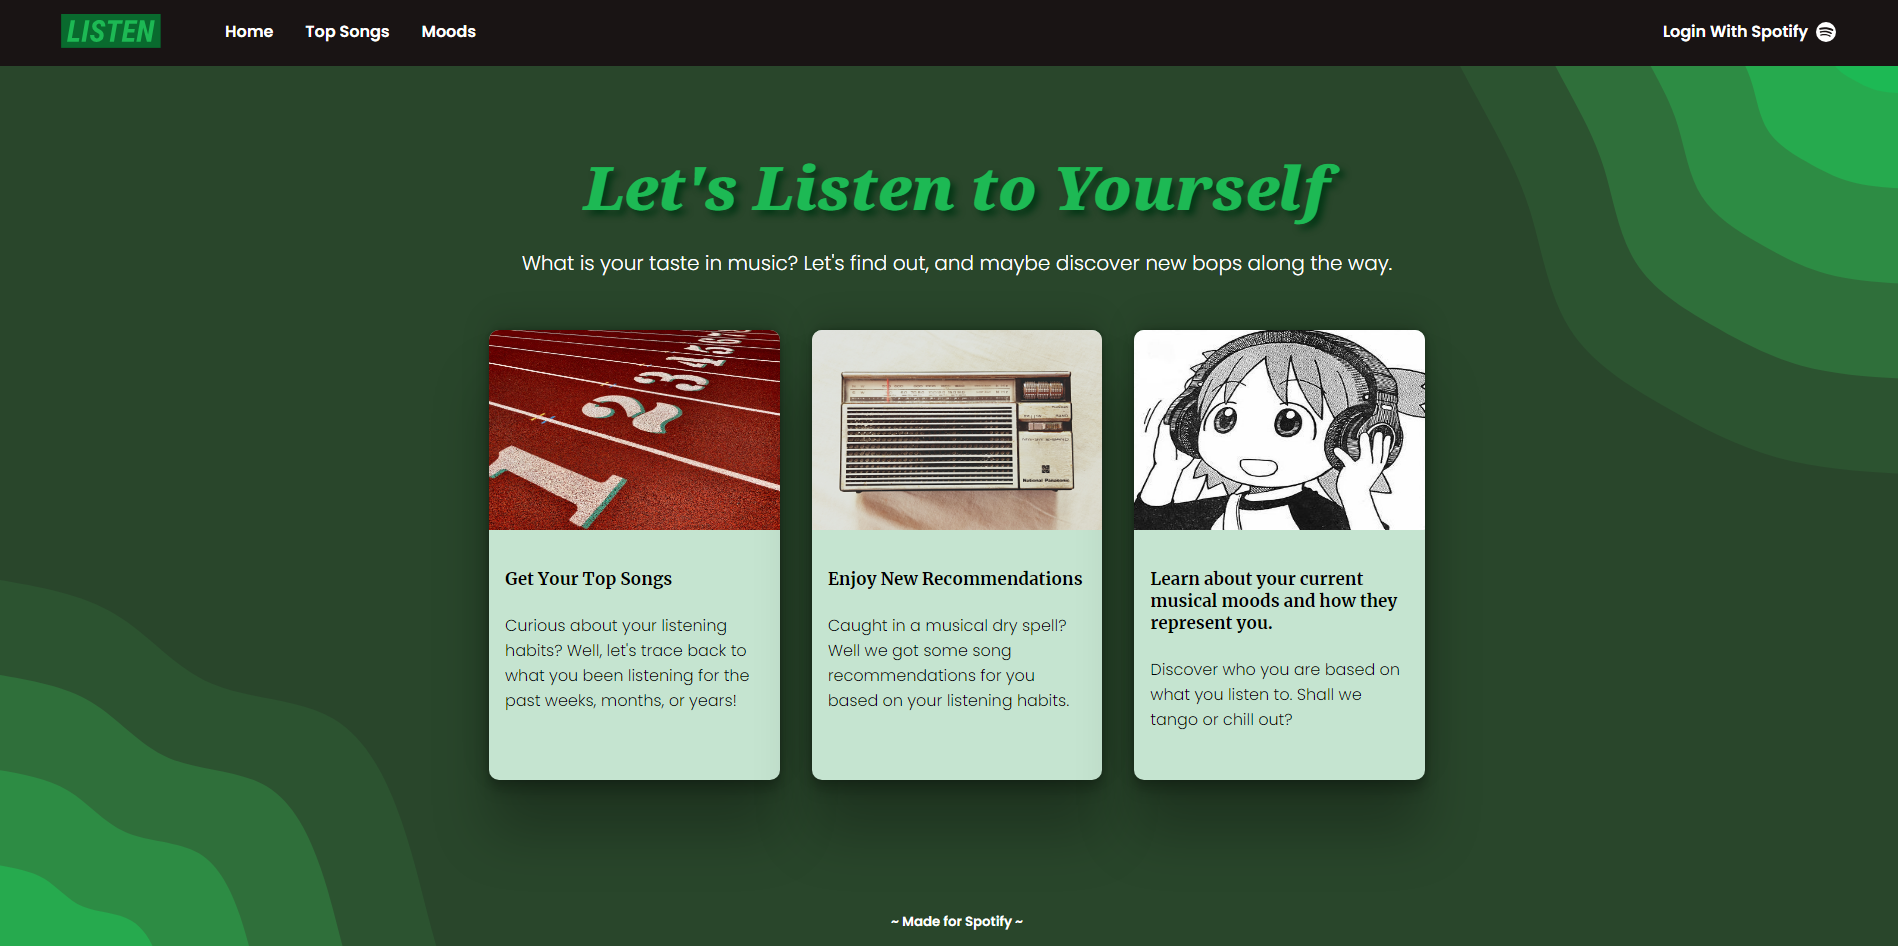 LISTEN
Home
Top Songs
Moods
Login With Spotify
Let's Listen to Yourself
What is your taste in music? Let's find out, and maybe discover new bops along the way.
1
2
3
4
5
6
National Panasonic
Get Your Top Songs
Curious about your listening
habits? Well, let's trace back to
what you been listening for the
past weeks, months, or years!
Enjoy New Recommendations
Caught in a musical dry spell?
Well we got some song
recommendations for you
based on your listening habits.
Learn about your current
musical moods and how they
represent you.
Discover who you are based on
what you listen to. Shall we
tango or chill out?
~ Made for Spotify ~